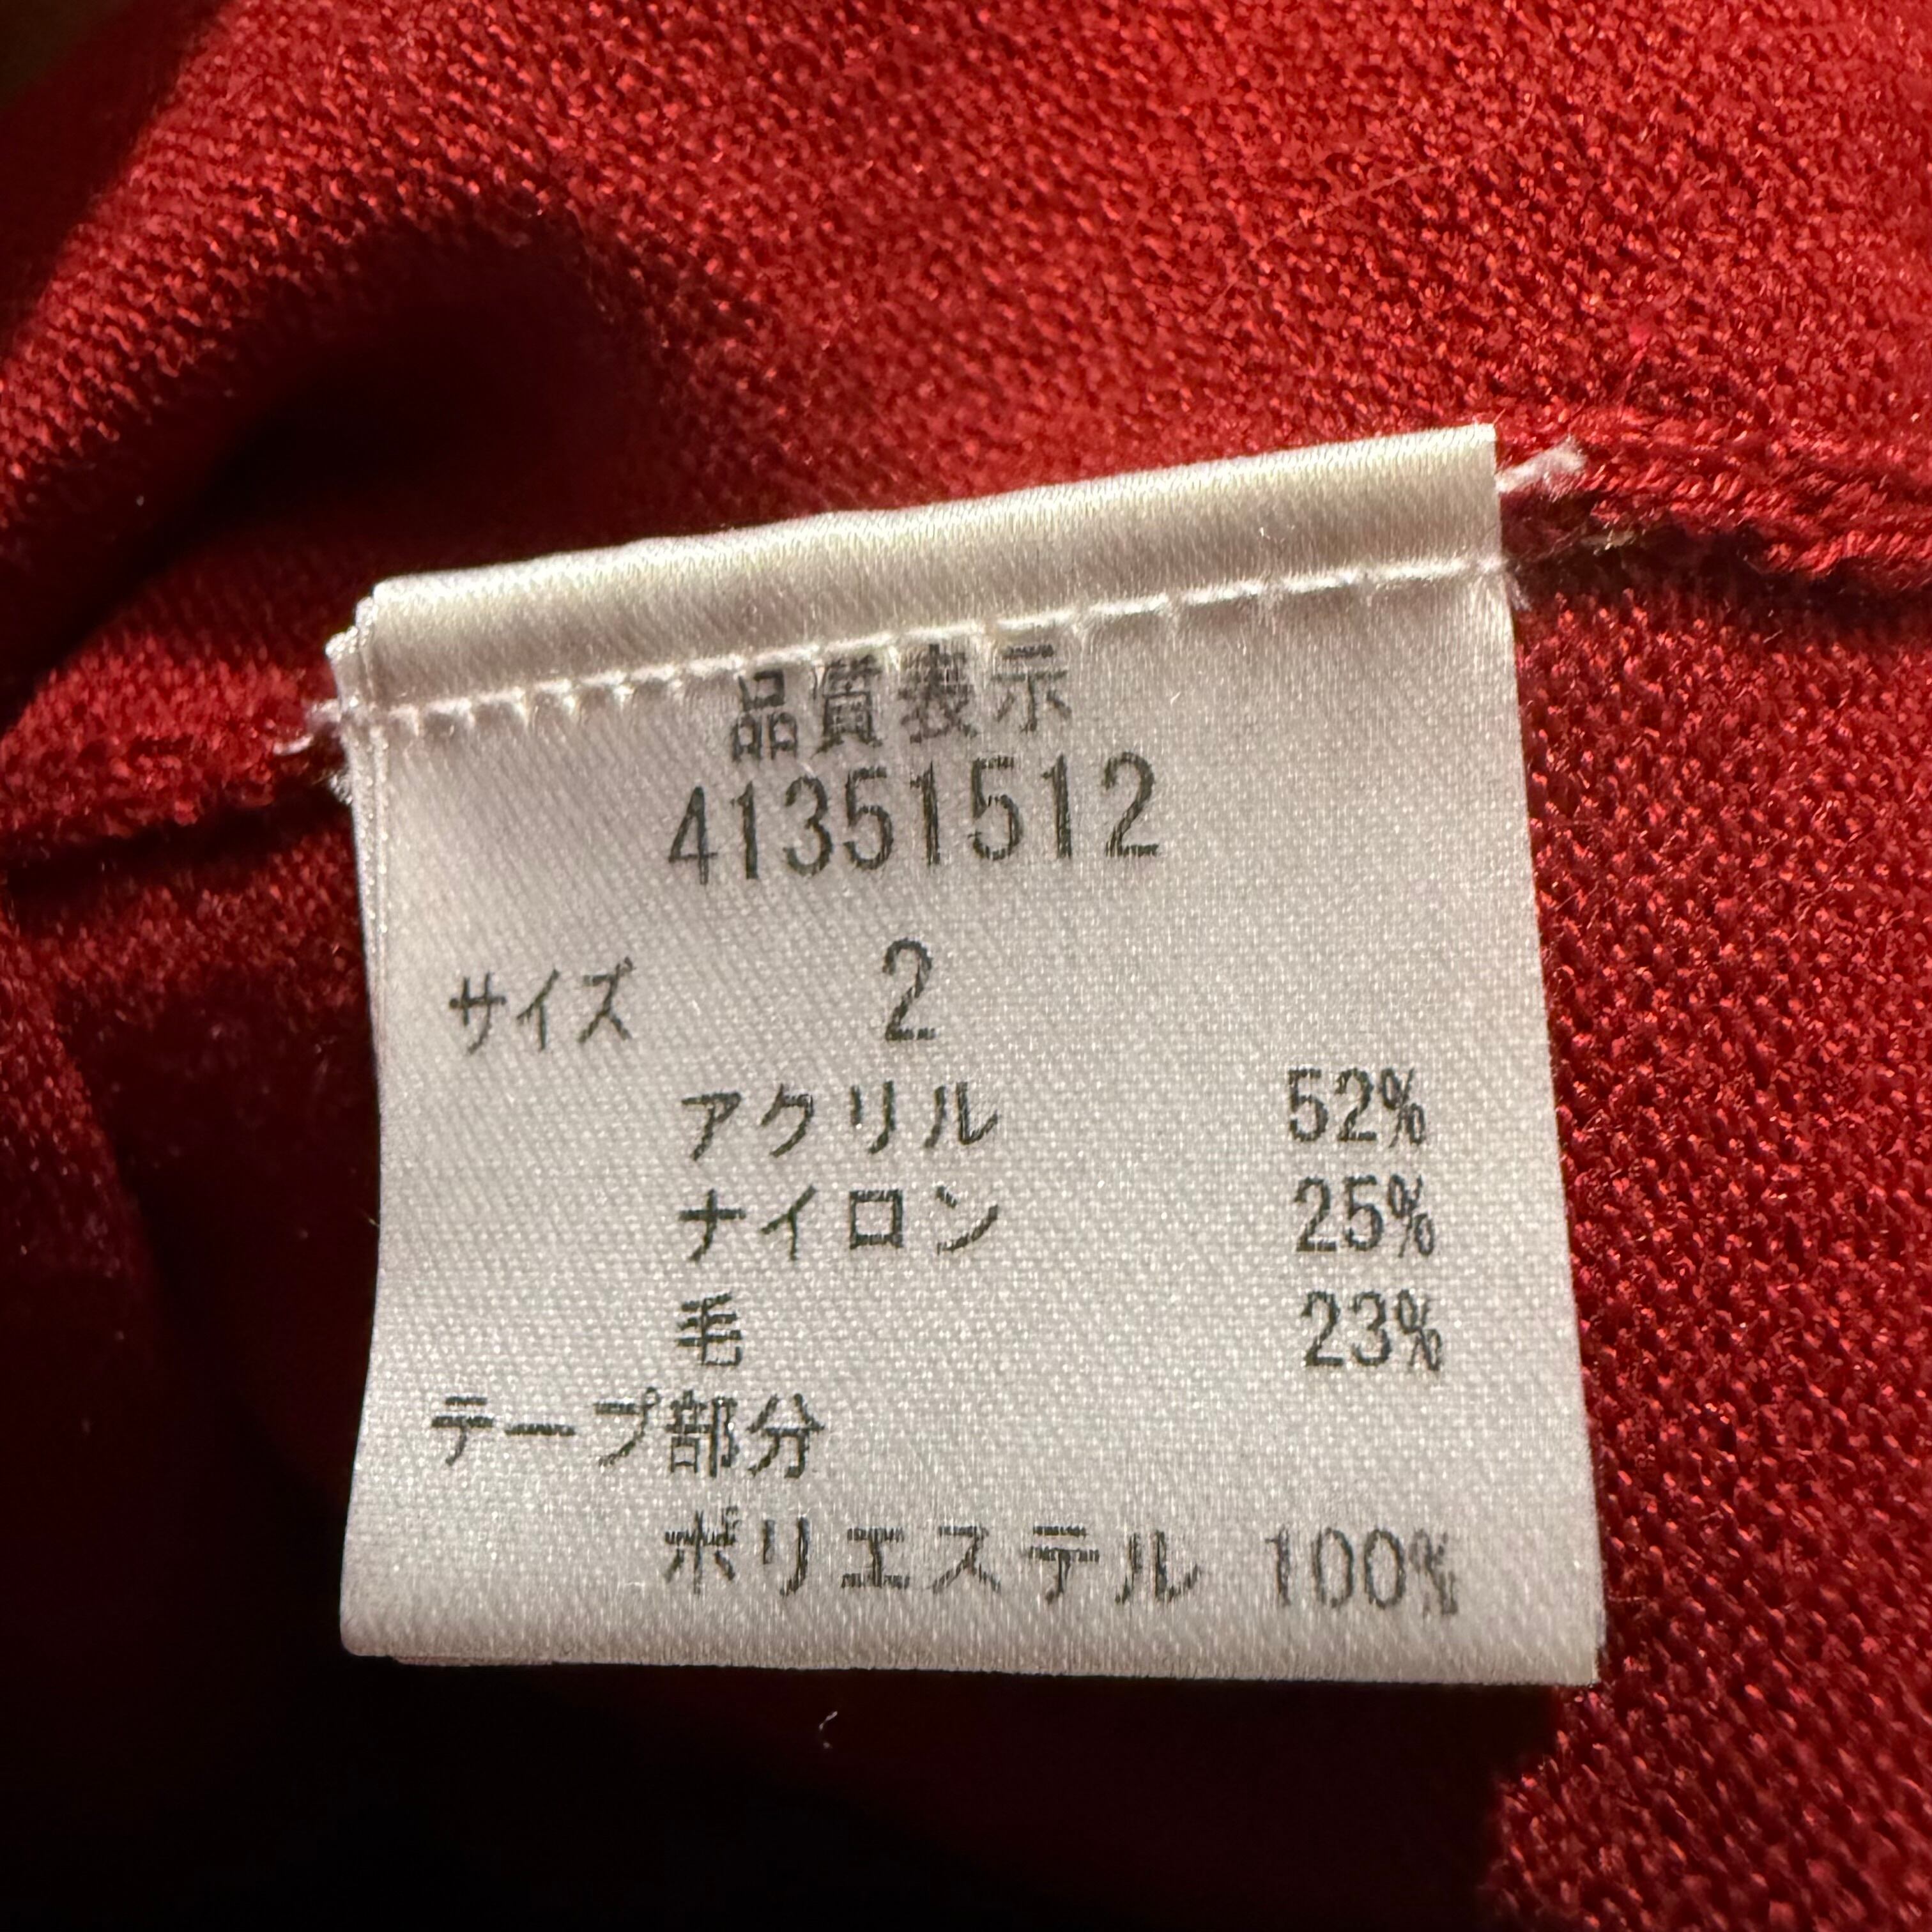 品質表示
41351512
サイズ 2
アクリル 52%
ナイロン 25%
毛 23%
テープ部分
ポリエステル 100%